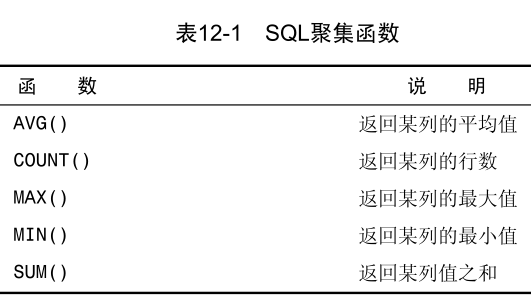 表12-1 SQL聚集函数
函 数 说 明
AVG() 返回某列的平均值
COUNT() 返回某列的行数
MAX() 返回某列的最大值
MIN() 返回某列的最小值
SUM() 返回某列值之和